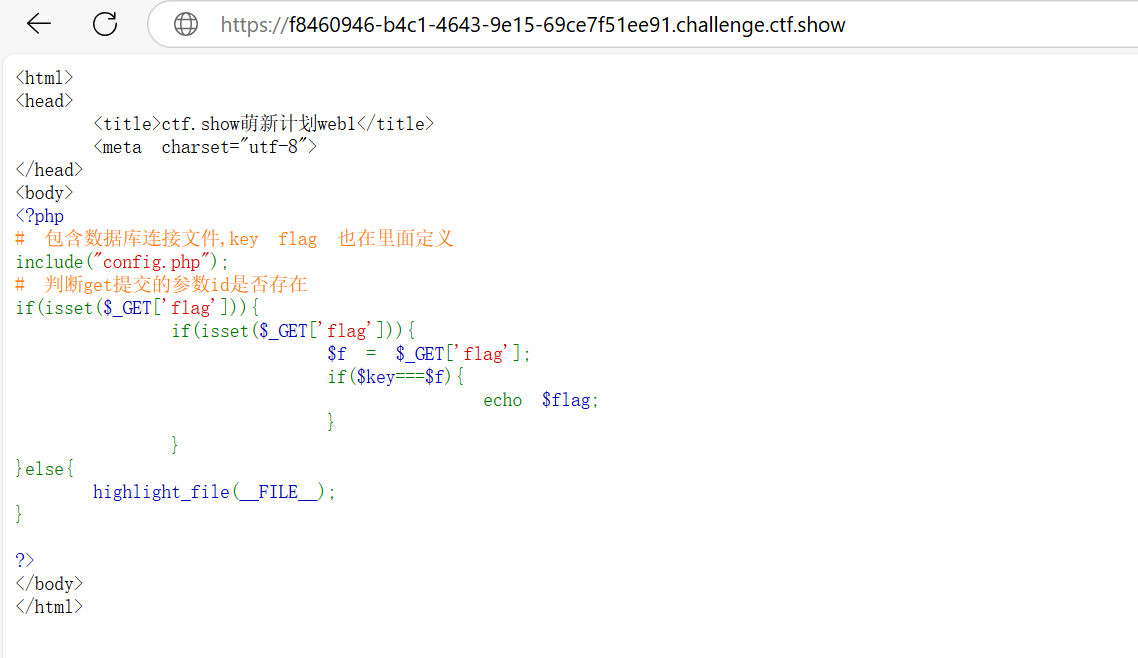 https://f8460946-b4c1-4643-9e15-69ce7f51ee91.challenge.ctf.show
<html>
<head>
<title>ctf.show萌新计划web1</title>
<meta charset="utf-8">
</head>
<body>
<?php
# 包含数据库连接文件,key flag 也在里面定义
include("config.php");
# 判断get提交的参数id是否存在
if(isset($_GET['flag'])){
if(isset($_GET['flag'])){
$f = $_GET['flag'];
if($key===$f){
echo $flag;
}
}
}else{
highlight_file(__FILE__);
}
?>
</body>
</html>